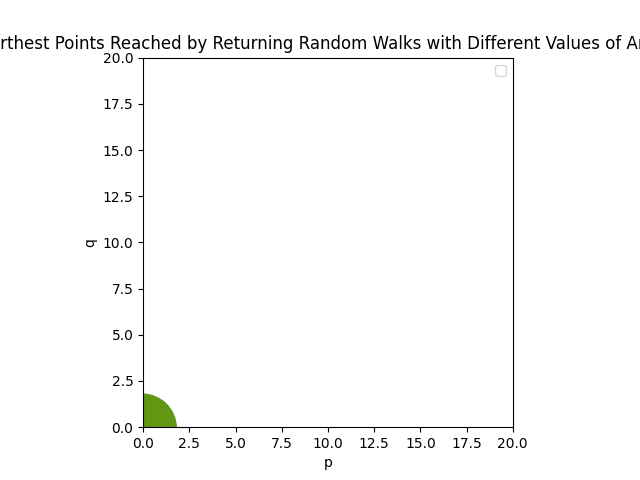 rthest Points Reached by Returning Random Walks with Different Values of A
20.0
17.5
15.0
12.5
10.0
7.5
5.0
2.5
0.0
q
0.0 2.5 5.0 7.5 10.0 12.5 15.0 17.5 20.0
p